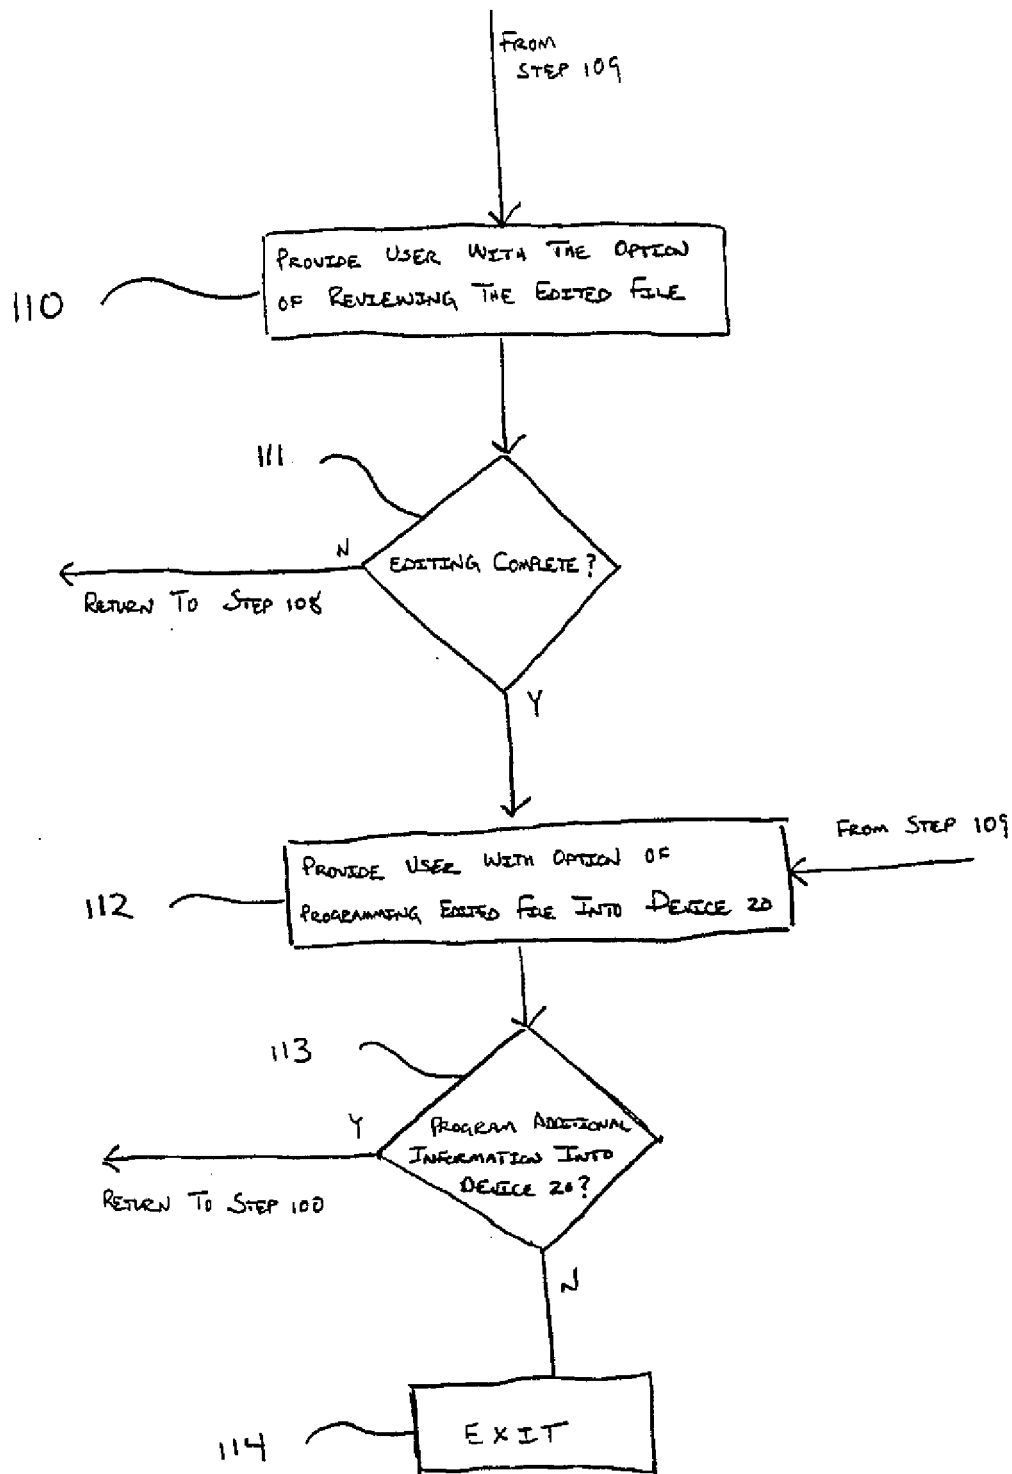 FROM
STEP 109
PROVIDE USER WITH THE OPTION
OF REVIEWING THE EDITED FILE
110
111
N
EDITING COMPLETE?
RETURN TO STEP 108
Y
FROM STEP 109
PROVIDE USER WITH OPTION OF
PROGRAMMING EDITED FILE INTO DEVICE 20
112
113
Y
PROGRAM ADDITIONAL
INFORMATION INTO
DEVICE 20?
RETURN TO STEP 100
N
EXIT
114